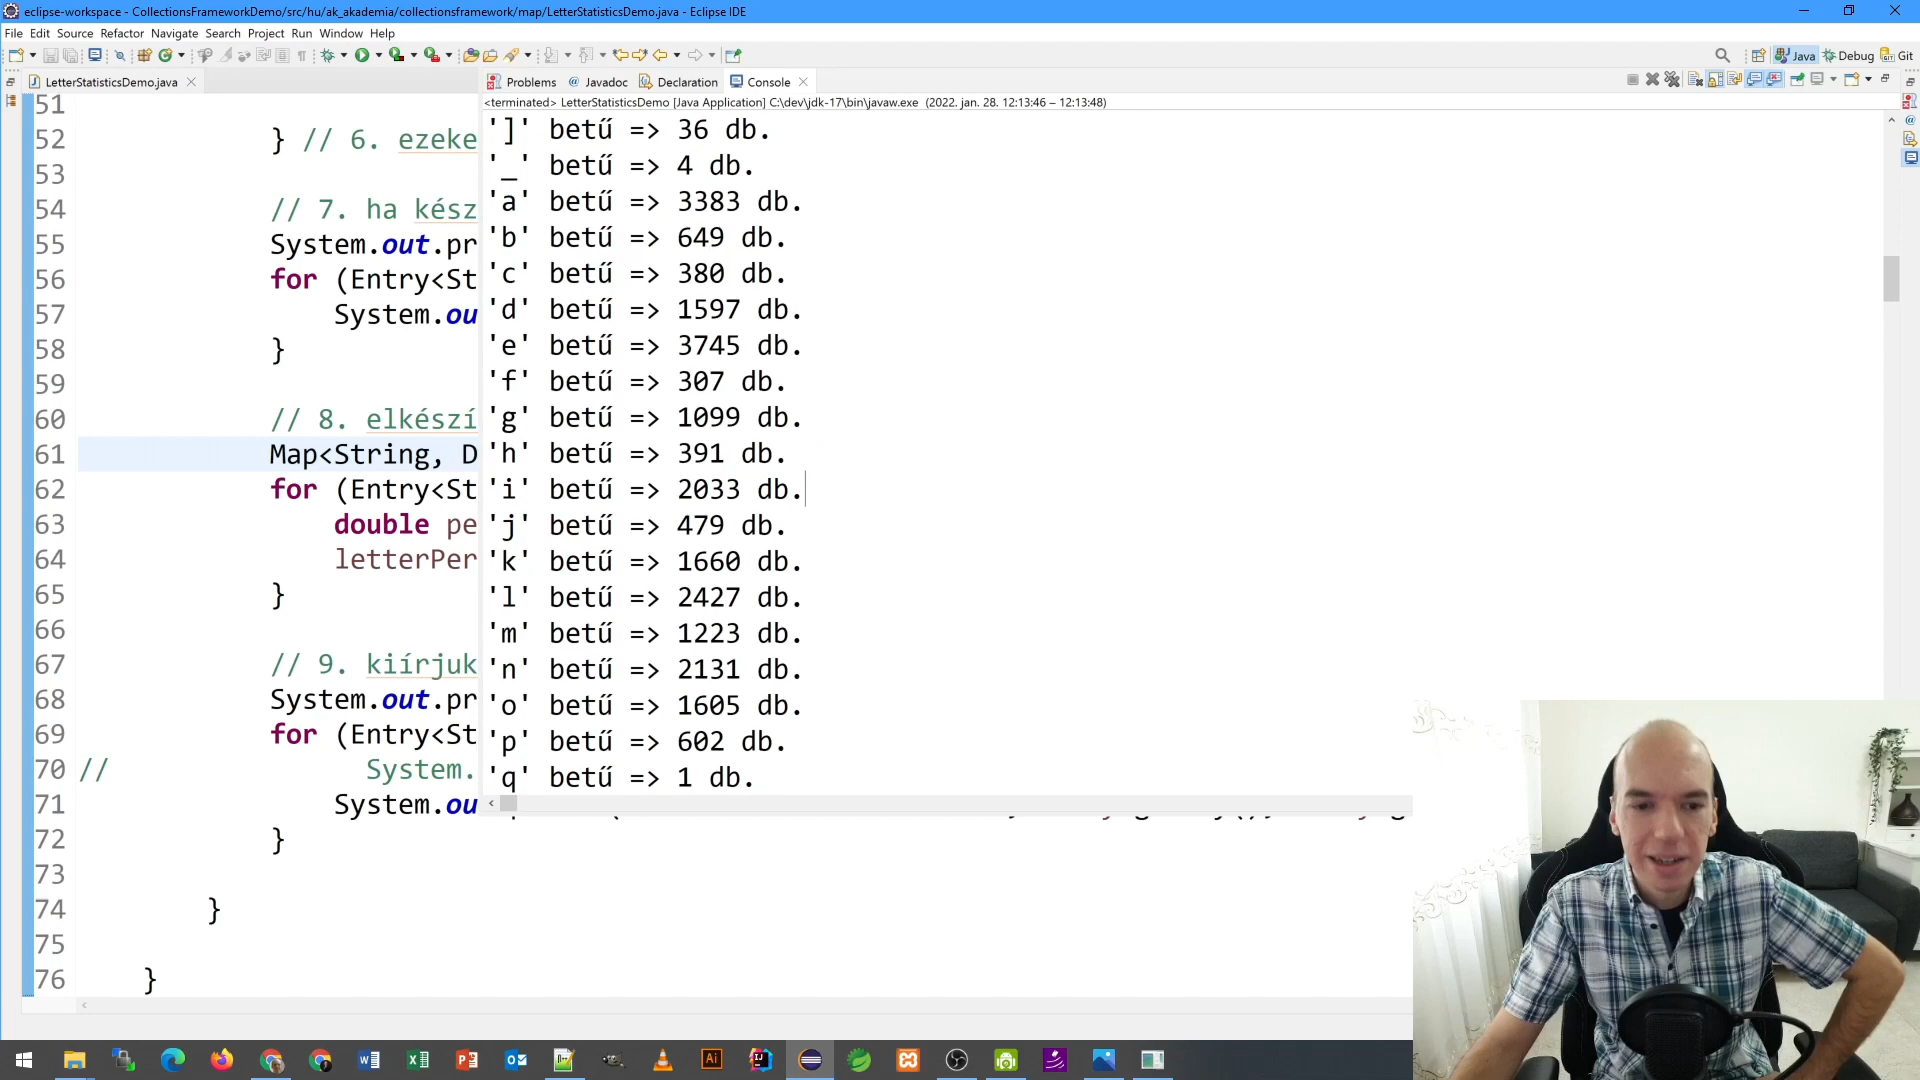 eclipse-workspace - CollectionsFrameworkDemo/src/hu/ak_akademia/collectionsframework/map/LetterStatisticsDemo.java - Eclipse IDE
File Edit Source Refactor Navigate Search Project Run Window Help
Java Debug Git
LetterStatisticsDemo.java
Problems Javadoc Declaration Console
<terminated> LetterStatisticsDemo [Java Application] C:\dev\jdk-17\bin\javaw.exe (2022. jan. 28. 12:13:46 – 12:13:48)
51
52 } // 6. ezeke
53
54 // 7. ha kész
55 System.out.pr
56 for (Entry<St
57 System.ou
58 }
59
60 // 8. elkészí
61 Map<String, D
62 for (Entry<St
63 double pe
64 letterPer
65 }
66
67 // 9. kiírjuk
68 System.out.pr
69 for (Entry<St
70 // System.
71 System.ou
72 }
73
74 }
75
76 }
']' betű => 36 db.
'_' betű => 4 db.
'a' betű => 3383 db.
'b' betű => 649 db.
'c' betű => 380 db.
'd' betű => 1597 db.
'e' betű => 3745 db.
'f' betű => 307 db.
'g' betű => 1099 db.
'h' betű => 391 db.
'i' betű => 2033 db.
'j' betű => 479 db.
'k' betű => 1660 db.
'l' betű => 2427 db.
'm' betű => 1223 db.
'n' betű => 2131 db.
'o' betű => 1605 db.
'p' betű => 602 db.
'q' betű => 1 db.